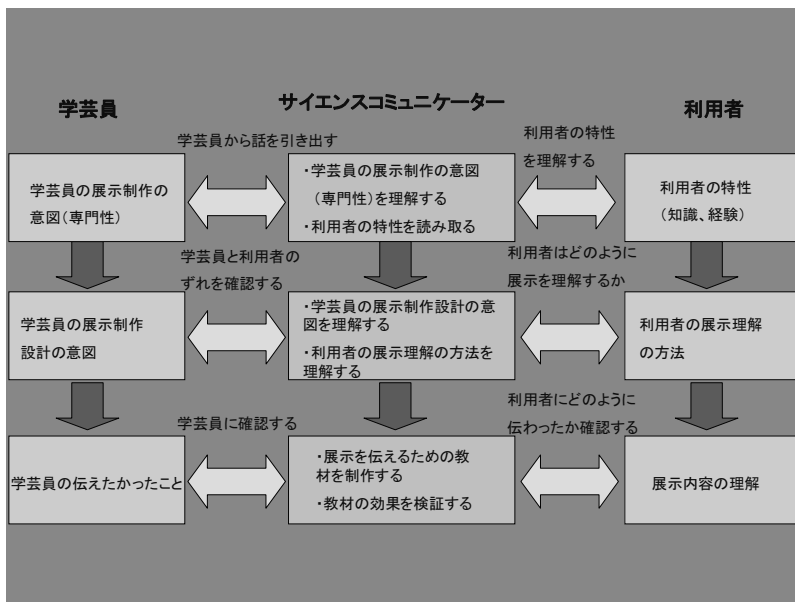 学芸員
サイエンスコミュニケーター
利用者
学芸員から話を引き出す
利用者の特性
を理解する
学芸員の展示制作の
意図(専門性)
・学芸員の展示制作の意図
(専門性)を理解する
・利用者の特性を読み取る
利用者の特性
(知識、経験)
学芸員と利用者の
ずれを確認する
利用者はどのように
展示を理解するか
学芸員の展示制作
設計の意図
・学芸員の展示制作設計の意
図を理解する
・利用者の展示理解の方法を
理解する
利用者の展示理解
の方法
学芸員に確認する
利用者にどのように
伝わったか確認する
学芸員の伝えたかったこと
・展示を伝えるための教
材を制作する
・教材の効果を検証する
展示内容の理解